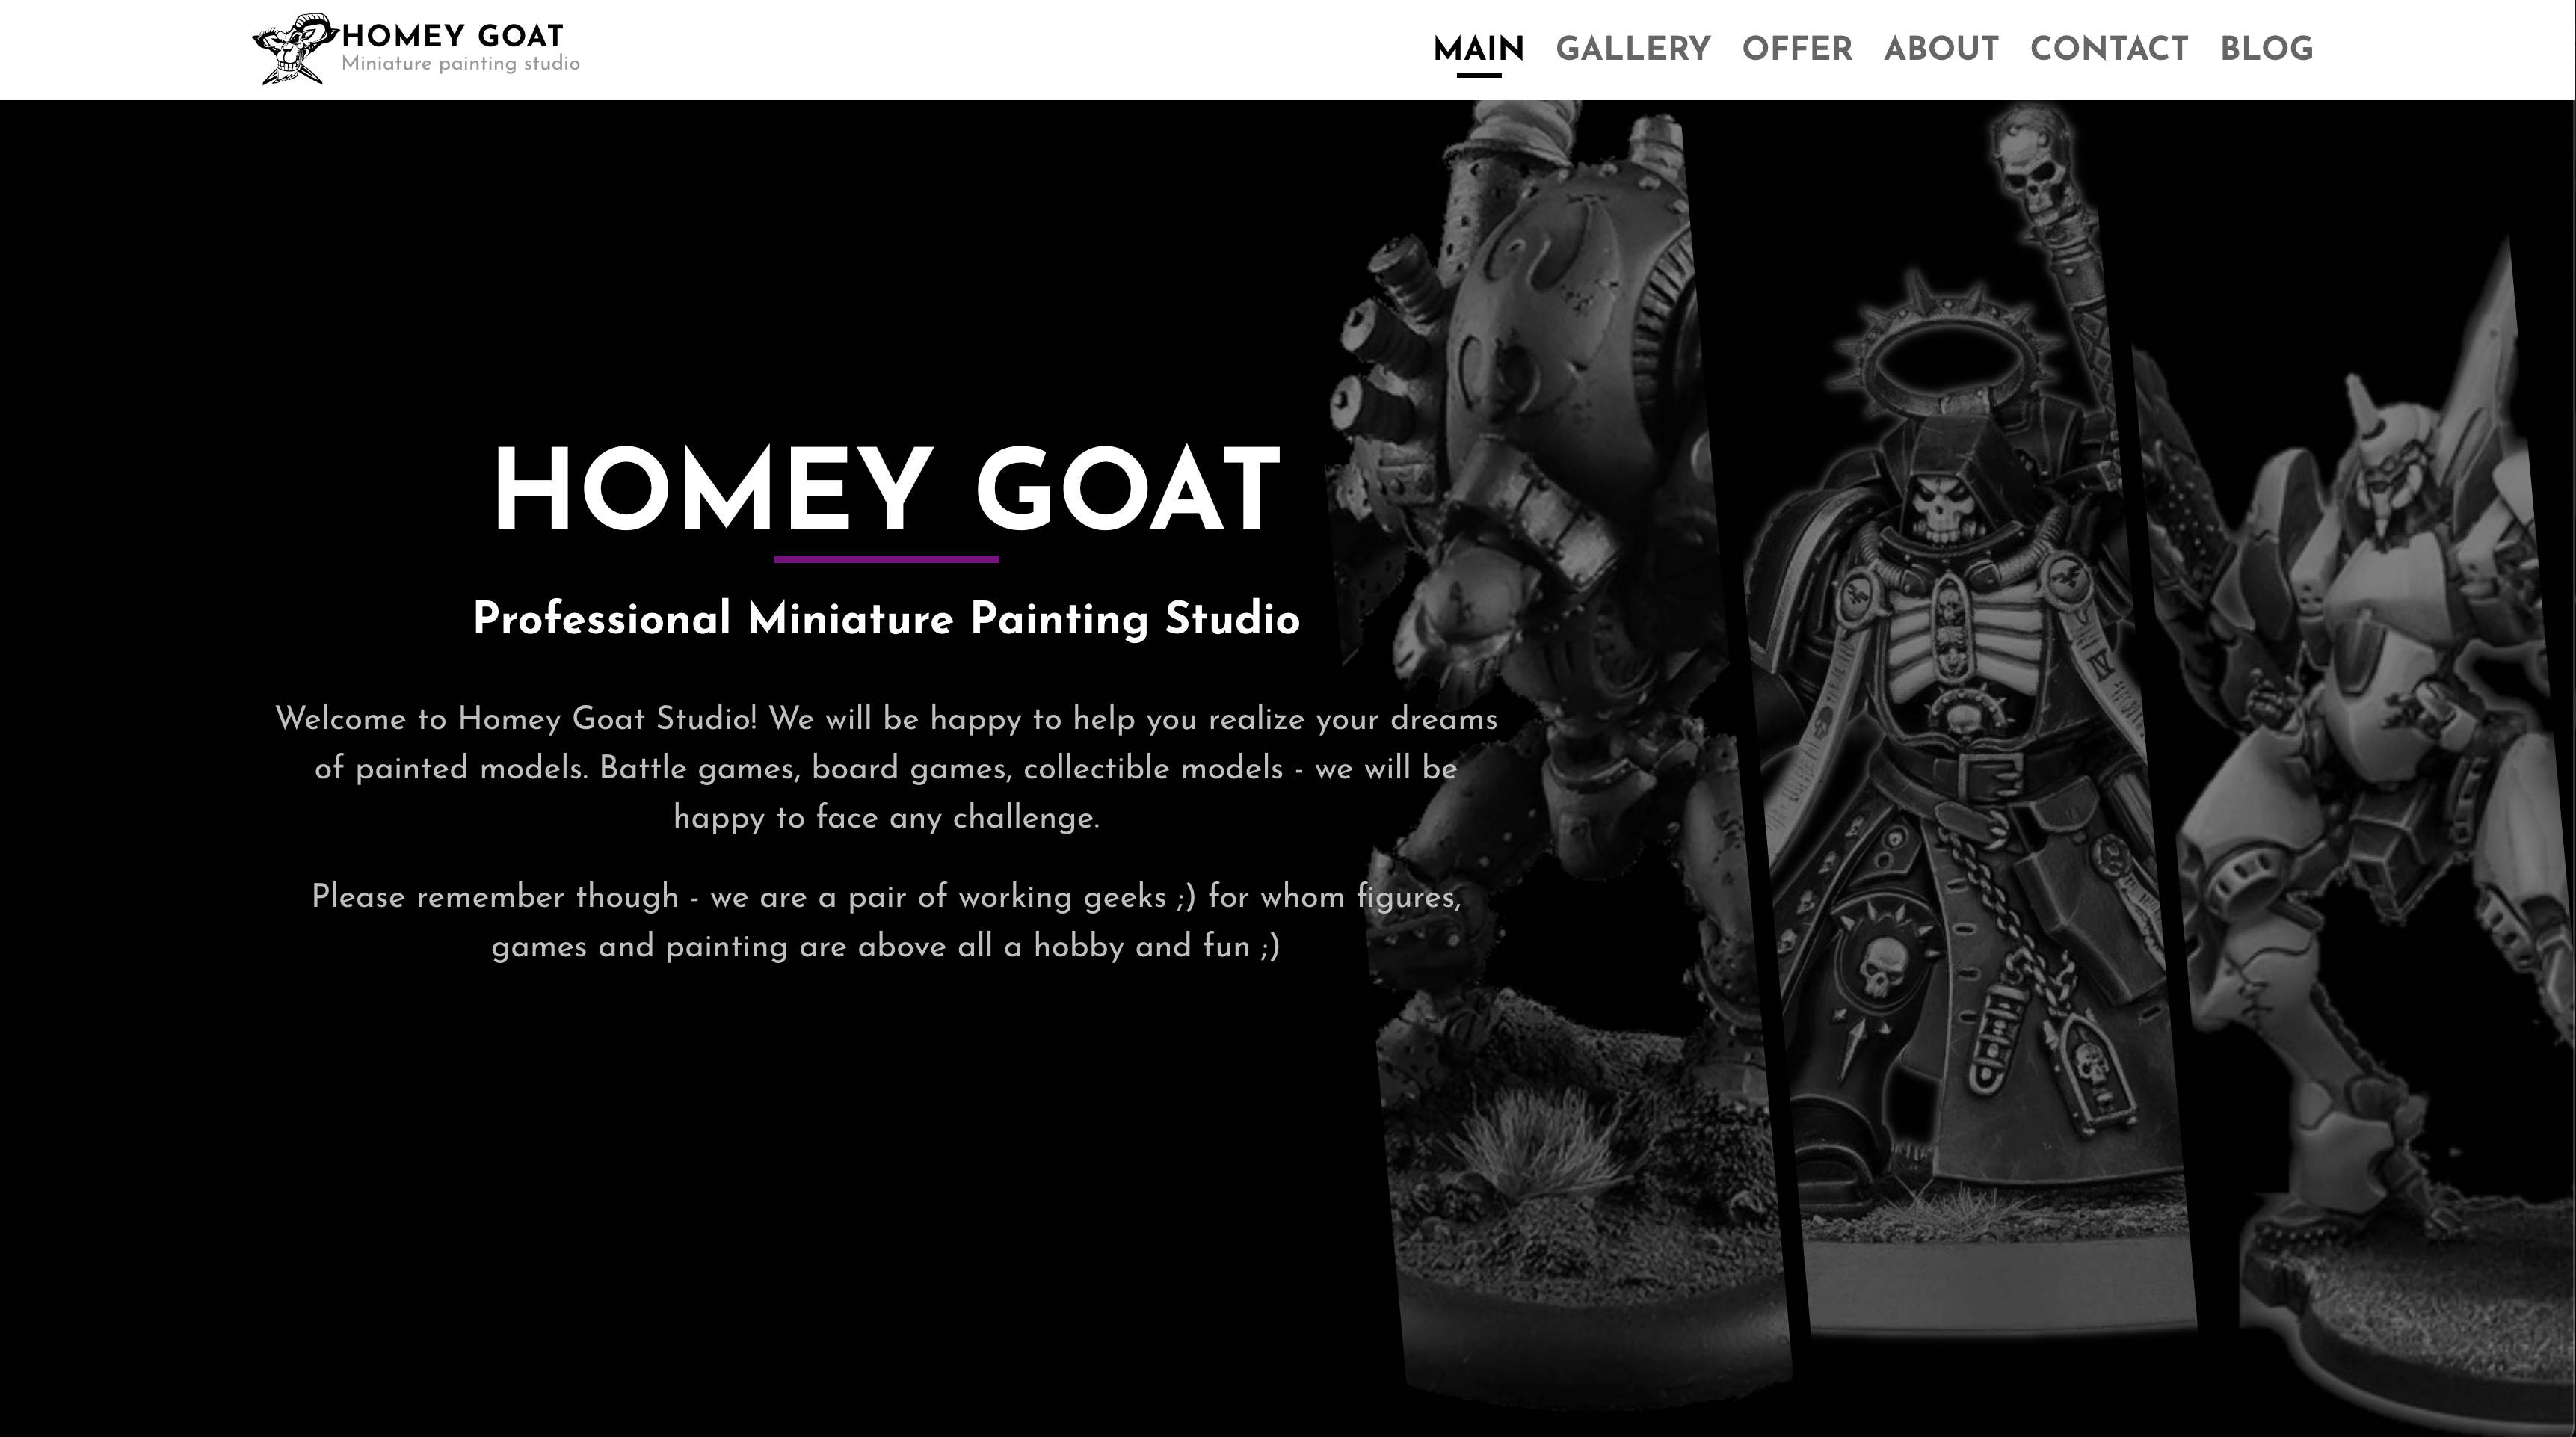 HOMEY GOAT
Miniature painting studio
MAIN GALLERY OFFER ABOUT CONTACT BLOG
HOMEY GOAT
Professional Miniature Painting Studio
Welcome to Homey Goat Studio! We will be happy to help you realize your dreams
of painted models. Battle games, board games, collectible models - we will be
happy to face any challenge.
Please remember though - we are a pair of working geeks ;) for whom figures,
games and painting are above all a hobby and fun ;)
IV